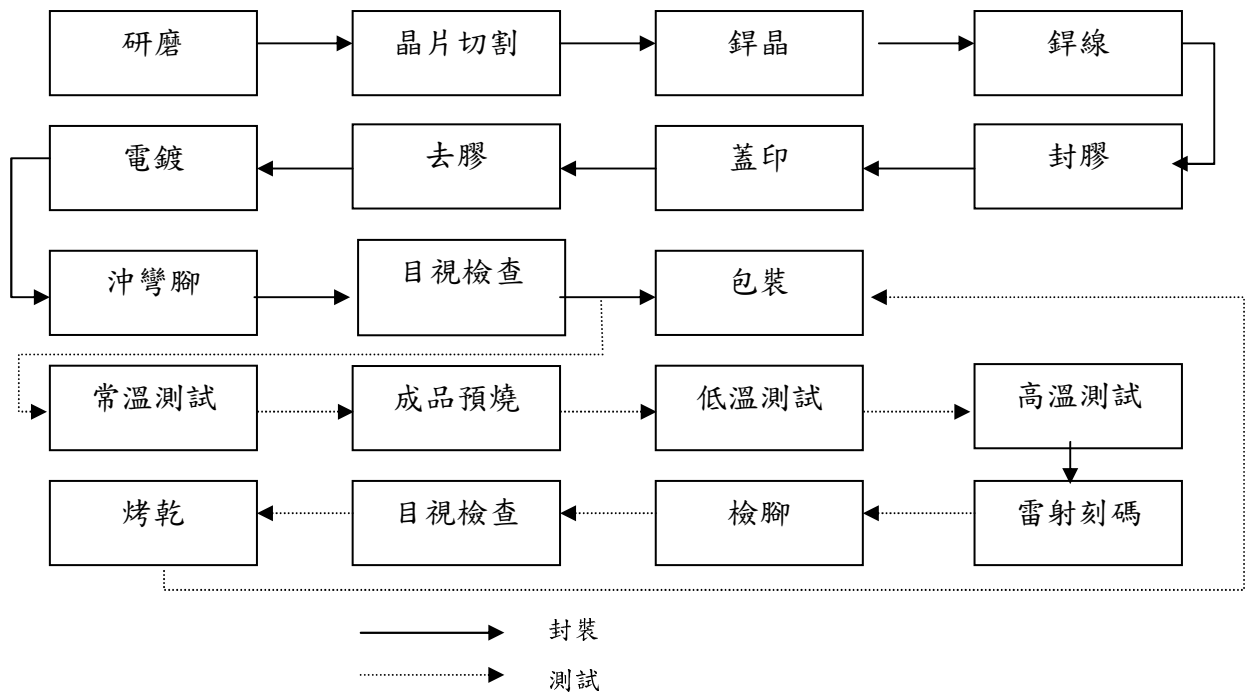 研磨
晶片切割
銲晶
銲線
電鍍
去膠
蓋印
封膠
沖彎腳
目視檢查
包裝
常溫測試
成品預燒
低溫測試
高溫測試
烤乾
目視檢查
檢腳
雷射刻碼
封裝
測試